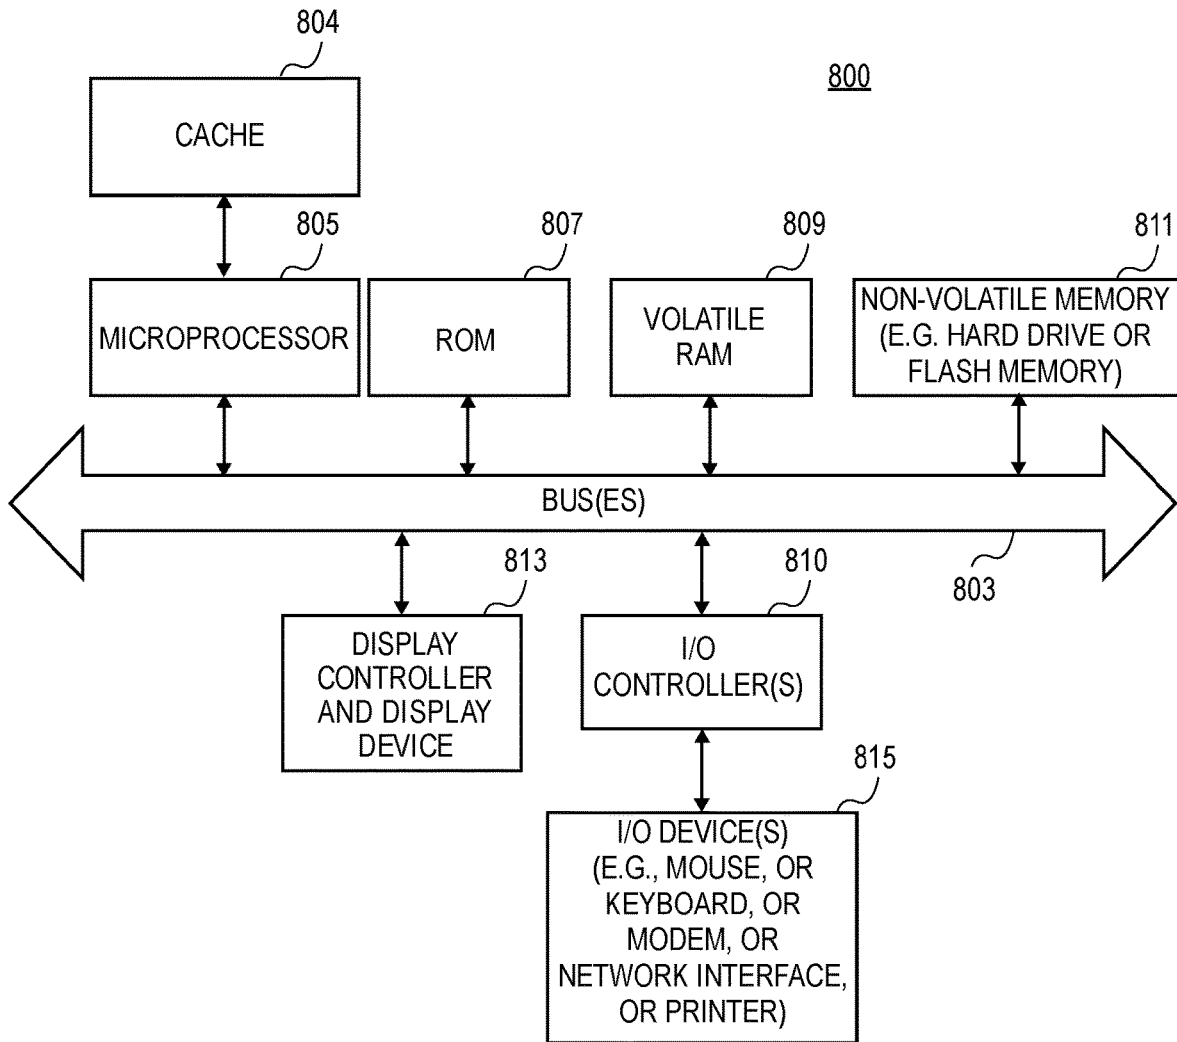 804
800
CACHE
805
807
809
811
MICROPROCESSOR
ROM
VOLATILE
RAM
NON-VOLATILE MEMORY
(E.G. HARD DRIVE OR
FLASH MEMORY)
BUS(ES)
803
813
810
DISPLAY
CONTROLLER
AND DISPLAY
DEVICE
I/O
CONTROLLER(S)
815
I/O DEVICE(S)
(E.G., MOUSE, OR
KEYBOARD, OR
MODEM, OR
NETWORK INTERFACE,
OR PRINTER)